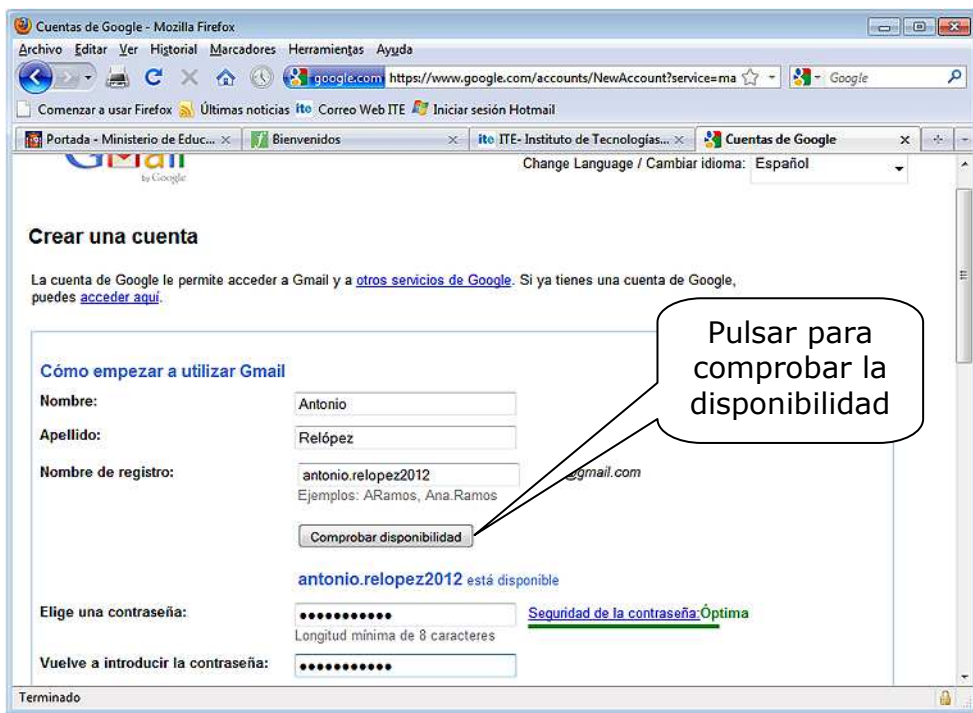 Cuentas de Google - Mozilla Firefox
Archivo Editar Ver Historial Marcadores Herramientas Ayuda
google.com https://www.google.com/accounts/NewAccount?service=ma Google
Comenzar a usar Firefox Últimas noticias ite Correo Web ITE Iniciar sesión Hotmail
Portada - Ministerio de Educ... Bienvenidos ite ITE- Instituto de Tecnologías... Cuentas de Google
GMail
by Google
Change Language / Cambiar idioma: Español
Crear una cuenta
La cuenta de Google le permite acceder a Gmail y a otros servicios de Google. Si ya tienes una cuenta de Google,
puedes acceder aquí.
Pulsar para
comprobar la
disponibilidad
Cómo empezar a utilizar Gmail
Nombre: Antonio
Apellido: Relópez
Nombre de registro: antonio.relopez2012 @gmail.com
Ejemplos: ARamos, Ana.Ramos
Comprobar disponibilidad
antonio.relopez2012 está disponible
Elige una contraseña: ●●●●●●●●●●● Seguridad de la contraseña:Óptima
Longitud mínima de 8 caracteres
Vuelve a introducir la contraseña: ●●●●●●●●●●●
Terminado